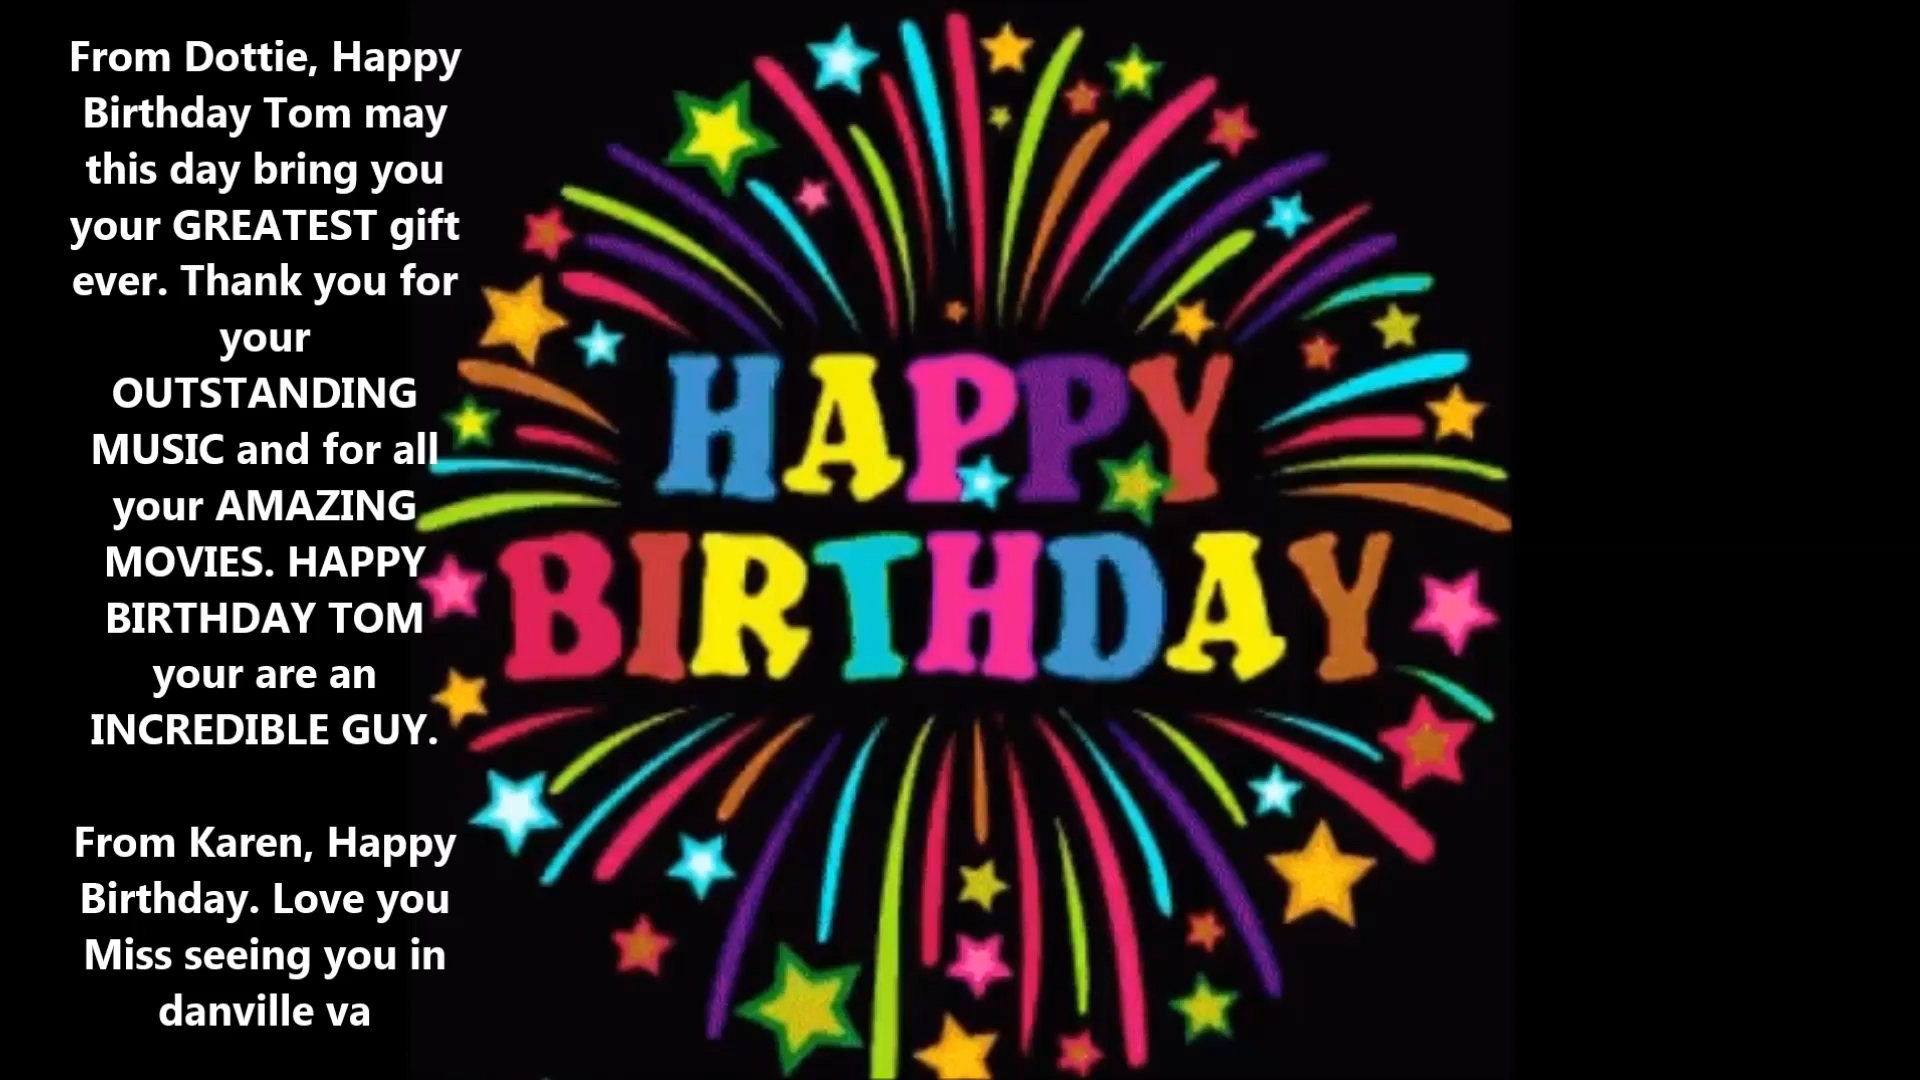 From Dottie, Happy
Birthday Tom may
this day bring you
your GREATEST gift
ever. Thank you for
your
OUTSTANDING
MUSIC and for all
your AMAZING
MOVIES. HAPPY
BIRTHDAY TOM
your are an
INCREDIBLE GUY.
From Karen, Happy
Birthday. Love you
Miss seeing you in
danville va
HAPPY
BIRTHDAY